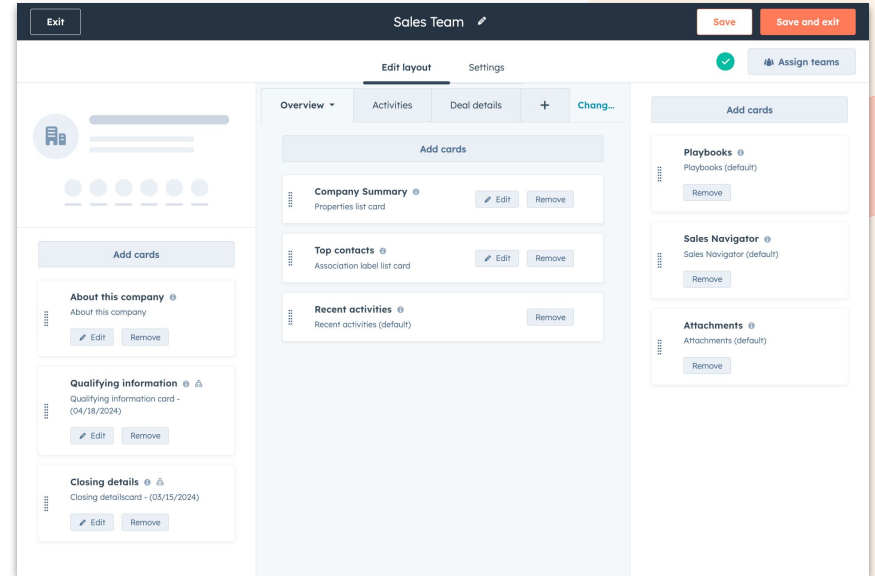 Exit
Sales Team
Save
Save and exit
Edit layout
Settings
Assign teams
Add cards
About this company
About this company
Edit
Remove
Qualifying information
Qualifying information card -
(04/18/2024)
Edit
Remove
Closing details
Closing detailscard - (03/15/2024)
Edit
Remove
Overview
Activities
Deal details
+
Chang...
Add cards
Company Summary
Properties list card
Edit
Remove
Top contacts
Association label list card
Edit
Remove
Recent activities
Recent activities (default)
Remove
Add cards
Playbooks
Playbooks (default)
Remove
Sales Navigator
Sales Navigator (default)
Remove
Attachments
Attachments (default)
Remove